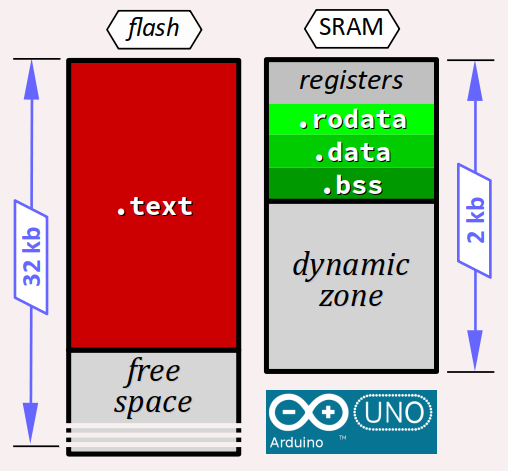 flash
SRAM
32 kb
.text
free
space
registers
.rodata
.data
.bss
dynamic
zone
2 kb
UNO
Arduino
TM